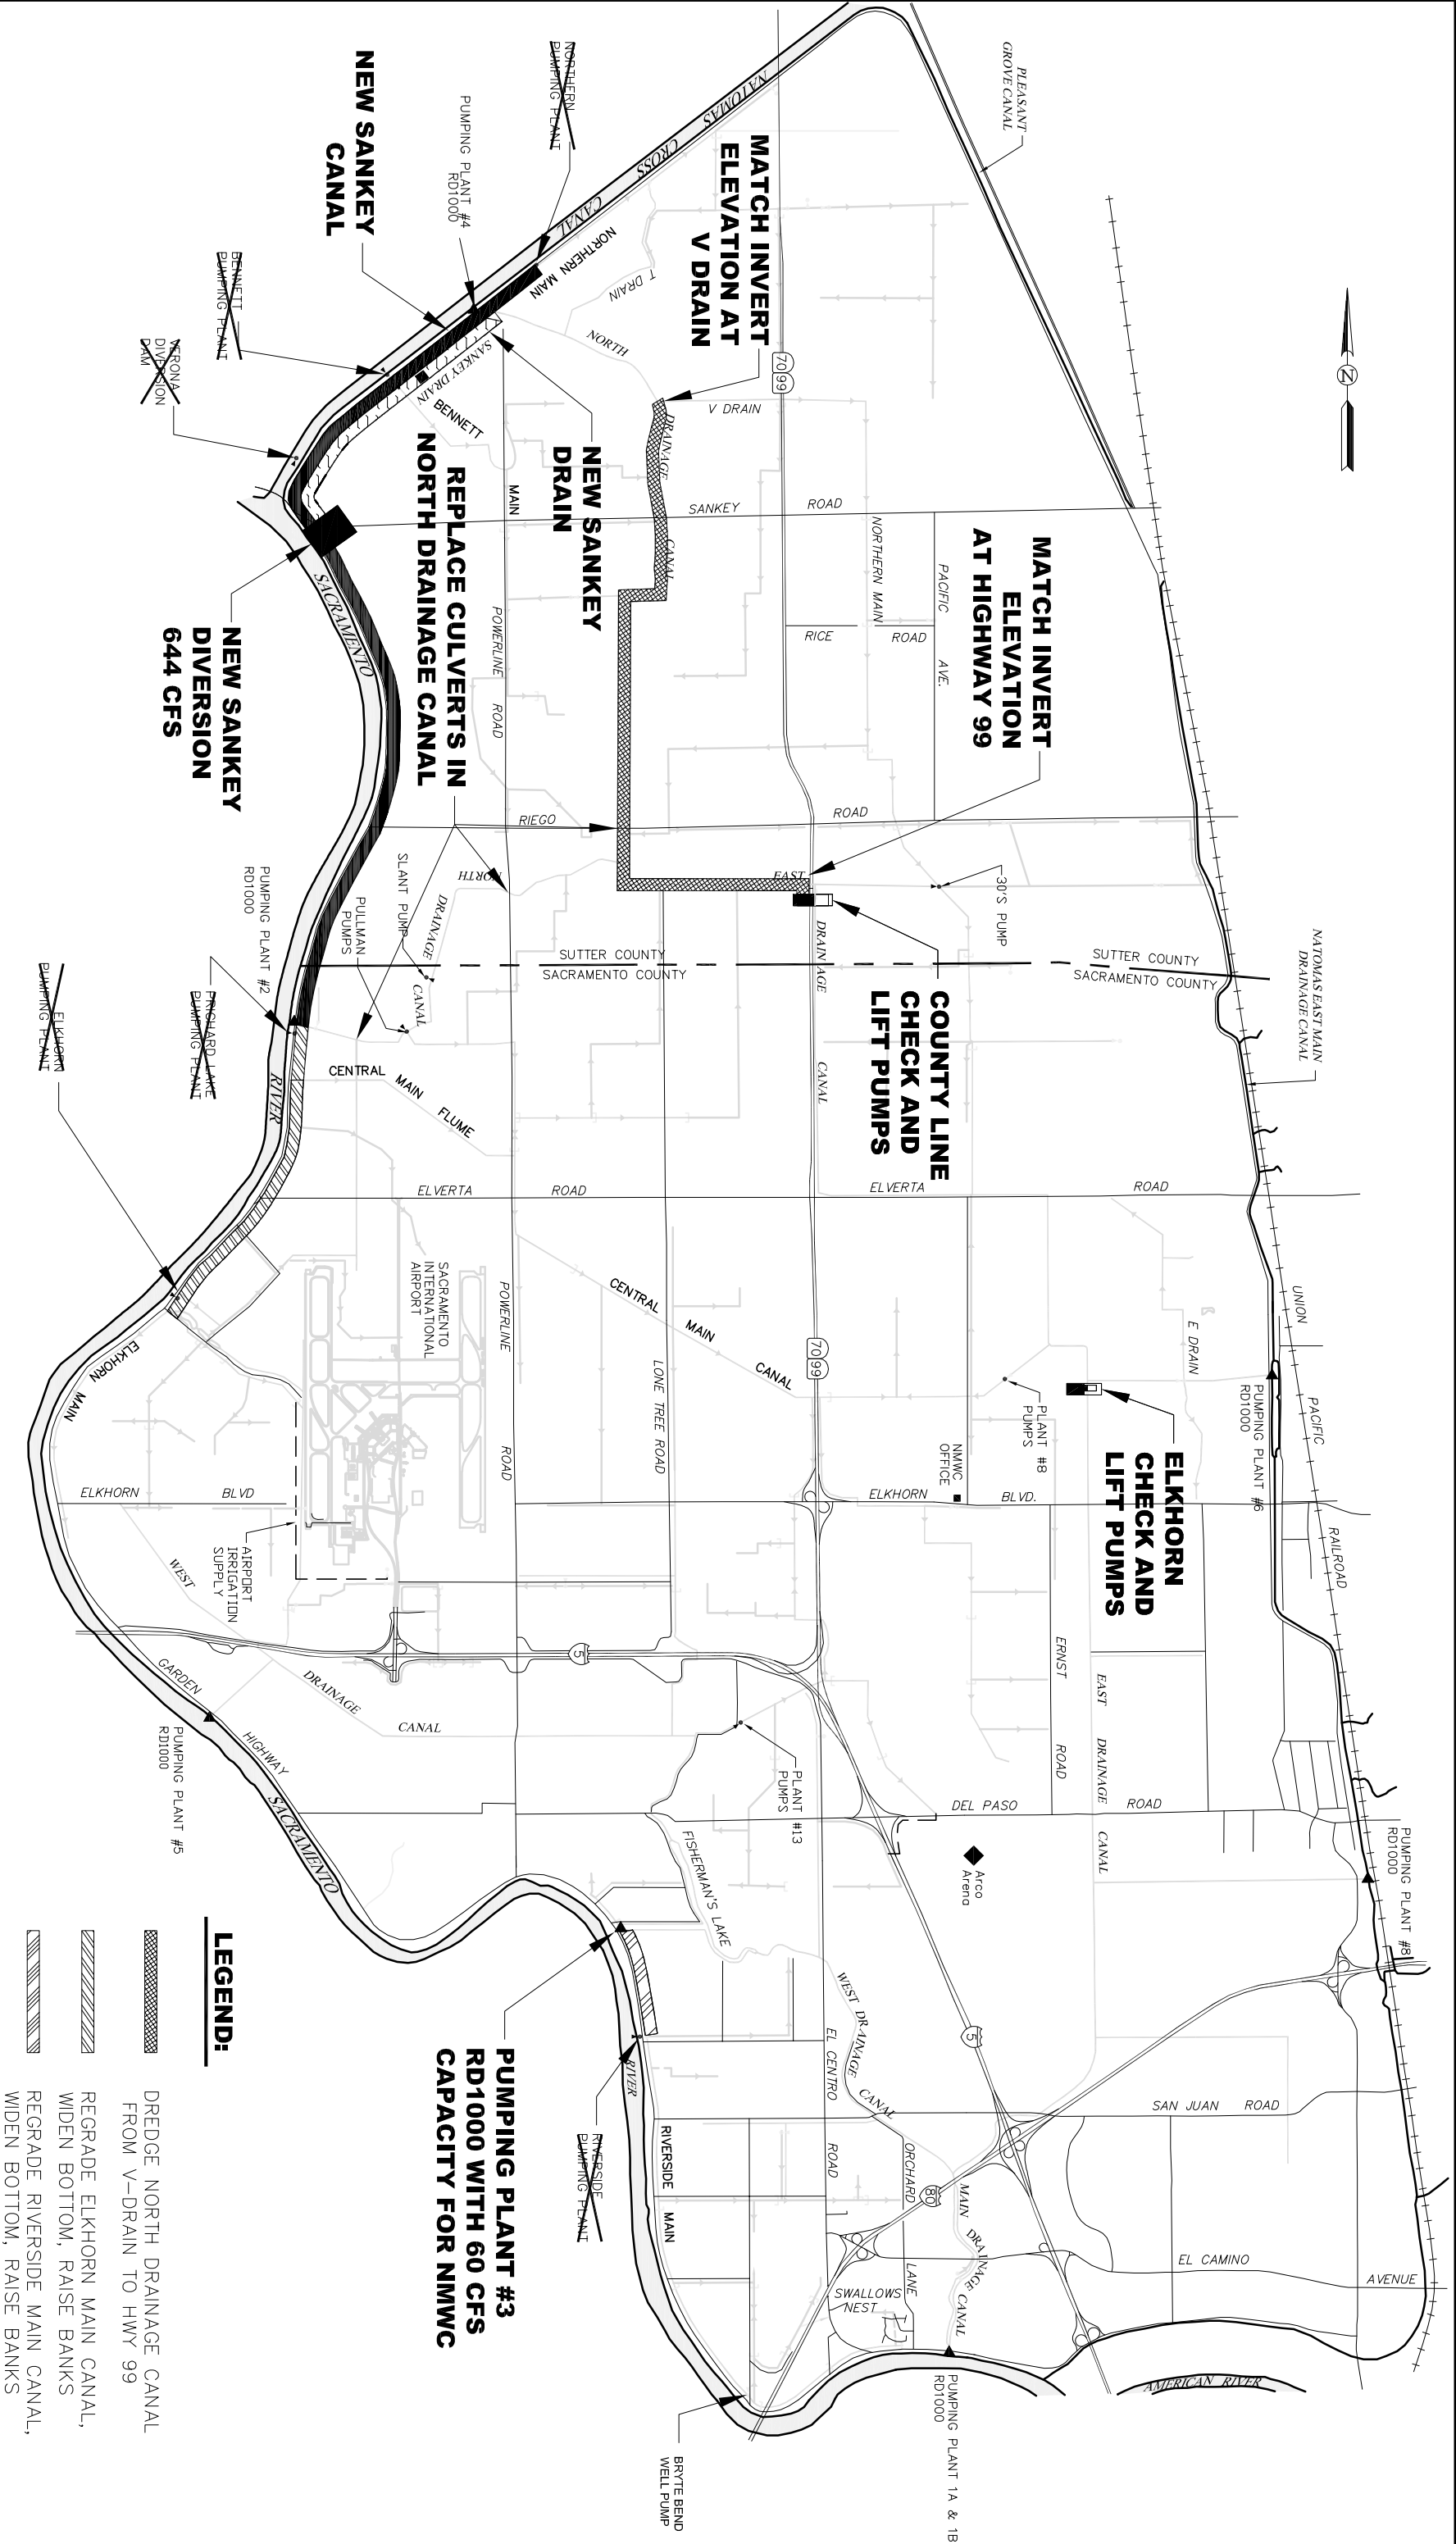 PLEASANT
GROVE CANAL
NATOMAS CROSS CANAL
NORTHERN
PUMPING PLANT
PUMPING PLANT #4
RD1000
NEW SANKEY
CANAL
BENNETT
PUMPING PLANT
VERONA
DIVERSION
DAM
NORTHERN MAIN
T DRAIN
NORTH
DRAINAGE
CANAL
SANKEY DRAIN
BENNETT
MAIN
MATCH INVERT
ELEVATION AT
V DRAIN
V DRAIN
70 99
N
NEW SANKEY
DRAIN
SANKEY ROAD
NORTHERN MAIN
PACIFIC AVE.
RICE ROAD
MATCH INVERT
ELEVATION
AT HIGHWAY 99
REPLACE CULVERTS IN
NORTH DRAINAGE CANAL
POWERLINE ROAD
NEW SANKEY
DIVERSION
644 CFS
SACRAMENTO
RIEGO ROAD
EAST
DRAINAGE
CANAL
30'S PUMP
NORTH
DRAINAGE
CANAL
SLANT PUMP
PULLMAN
PUMPS
PUMPING PLANT #2
RD1000
PRICHARD LAKE
PUMPING PLANT
ELKHORN
PUMPING PLANT
SUTTER COUNTY
SACRAMENTO COUNTY
SUTTER COUNTY
SACRAMENTO COUNTY
NATOMAS EAST MAIN
DRAINAGE CANAL
COUNTY LINE
CHECK AND
LIFT PUMPS
CENTRAL MAIN FLUME
RIVER
ELVERTA ROAD
ELVERTA ROAD
SACRAMENTO
INTERNATIONAL
AIRPORT
POWERLINE ROAD
CENTRAL MAIN CANAL
LONE TREE ROAD
70 99
E DRAIN
UNION PACIFIC RAILROAD
PLANT #8
PUMPS
PUMPING PLANT #6
RD1000
NMWC
OFFICE
ELKHORN
CHECK AND
LIFT PUMPS
ELKHORN MAIN
ELKHORN BLVD
ELKHORN BLVD.
WEST
DRAINAGE
CANAL
AIRPORT
IRRIGATION
SUPPLY
5
GARDEN HIGHWAY
PUMPING PLANT #5
RD1000
SACRAMENTO
PLANT #13
PUMPS
ERNST ROAD
EAST DRAINAGE CANAL
DEL PASO ROAD
Arco
Arena
PUMPING PLANT #8
RD1000
FISHERMAN'S LAKE
WEST DRAINAGE
CANAL
EL CENTRO
ROAD
5
SAN JUAN ROAD
RIVER
PUMPING PLANT #3
RD1000 WITH 60 CFS
CAPACITY FOR NMWC
RIVERSIDE
PUMPING PLANT
RIVERSIDE MAIN
ORCHARD
LANE
80
MAIN
DRAINAGE
CANAL
SWALLOWS
NEST
EL CAMINO
AVENUE
PUMPING PLANT 1A & 1B
RD1000
AMERICAN RIVER
BRYTE BEND
WELL PUMP
LEGEND:
DREDGE NORTH DRAINAGE CANAL
FROM V-DRAIN TO HWY 99
REGRADE ELKHORN MAIN CANAL,
WIDEN BOTTOM, RAISE BANKS
REGRADE RIVERSIDE MAIN CANAL,
WIDEN BOTTOM, RAISE BANKS